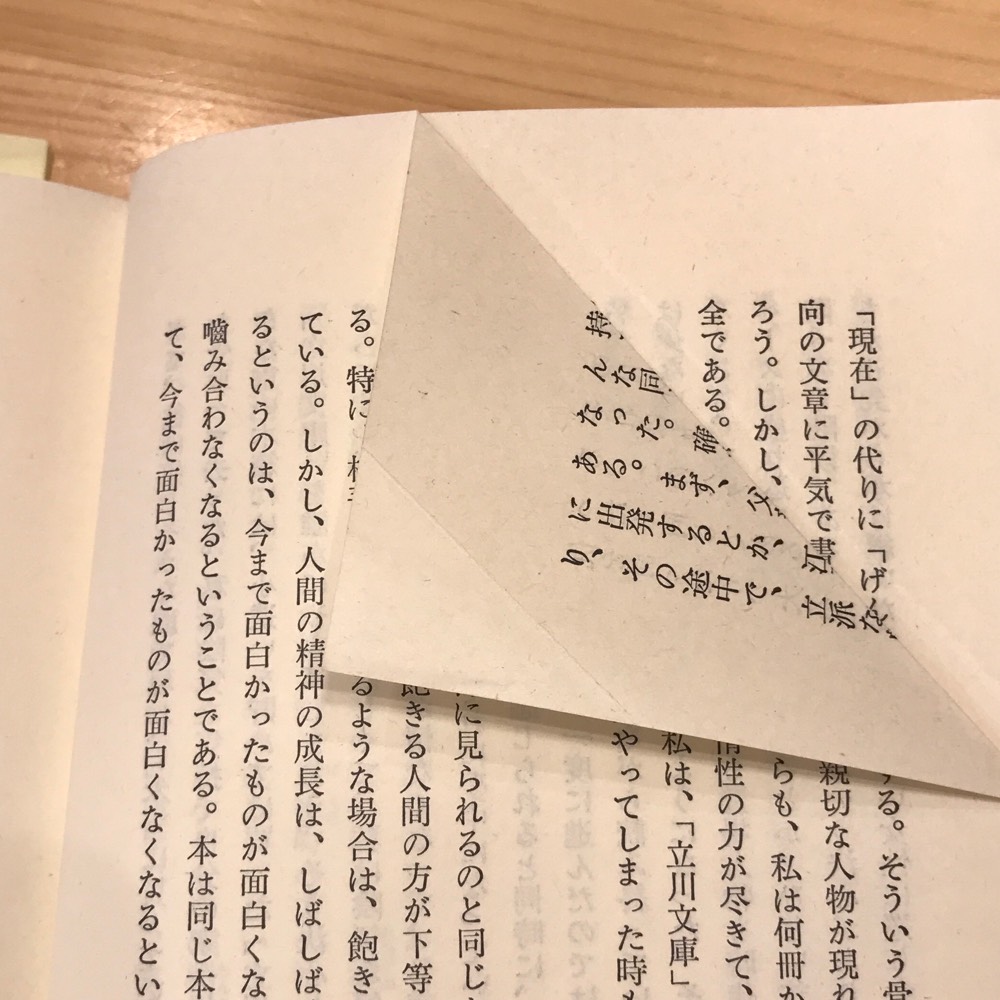 「現在」の代りに「げん
する。そういう骨
向の文章に平気で書
親切な人物が現れ
ろう。しかし、
らも、私は何冊か
全である。
惰性の力が尽きて、
私は、「立川文庫」
やってしまった時も
に見られるのと同じ
飽きる人間の方が下等
る。特に
るような場合は、飽き
ている。しかし、人間の精神の成長は、しばしば
るというのは、今まで面白かったものが面白くな
噛み合わなくなるということである。本は同じ本
て、今まで面白かったものが面白くなくなるとい
持
んな同
なった。確
ある。まず、父
に出発するとか、江
り、その途中で、立派な